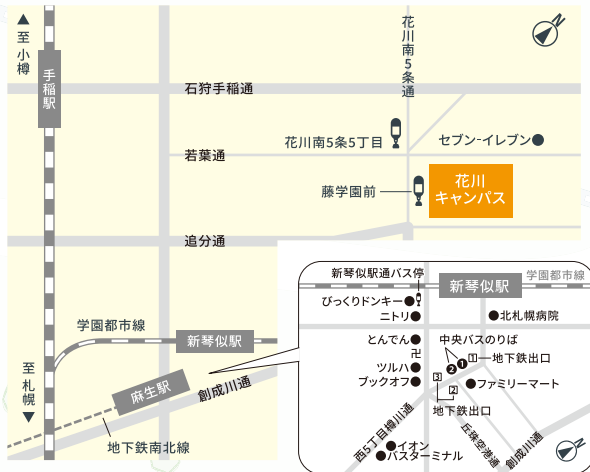 至
小
樽
手稲駅
花川南5条通
N
石狩手稲通
花川南5条5丁目
セブン-イレブン
若葉通
藤学園前
花川
キャンパス
追分通
学園都市線
新琴似駅
至
札
幌
麻生駅
創成川通
地下鉄南北線
新琴似駅通バス停
新琴似駅
学園都市線
びっくりドンキー
ニトリ
北札幌病院
とんでん
中央バスのりば
卍
1
地下鉄出口
2
1
ツルハ
3
ブックオフ
2
ファミリーマート
地下鉄出口
西5丁目樽川通
イオン
バスターミナル
丘珠空港通
創成川通
N